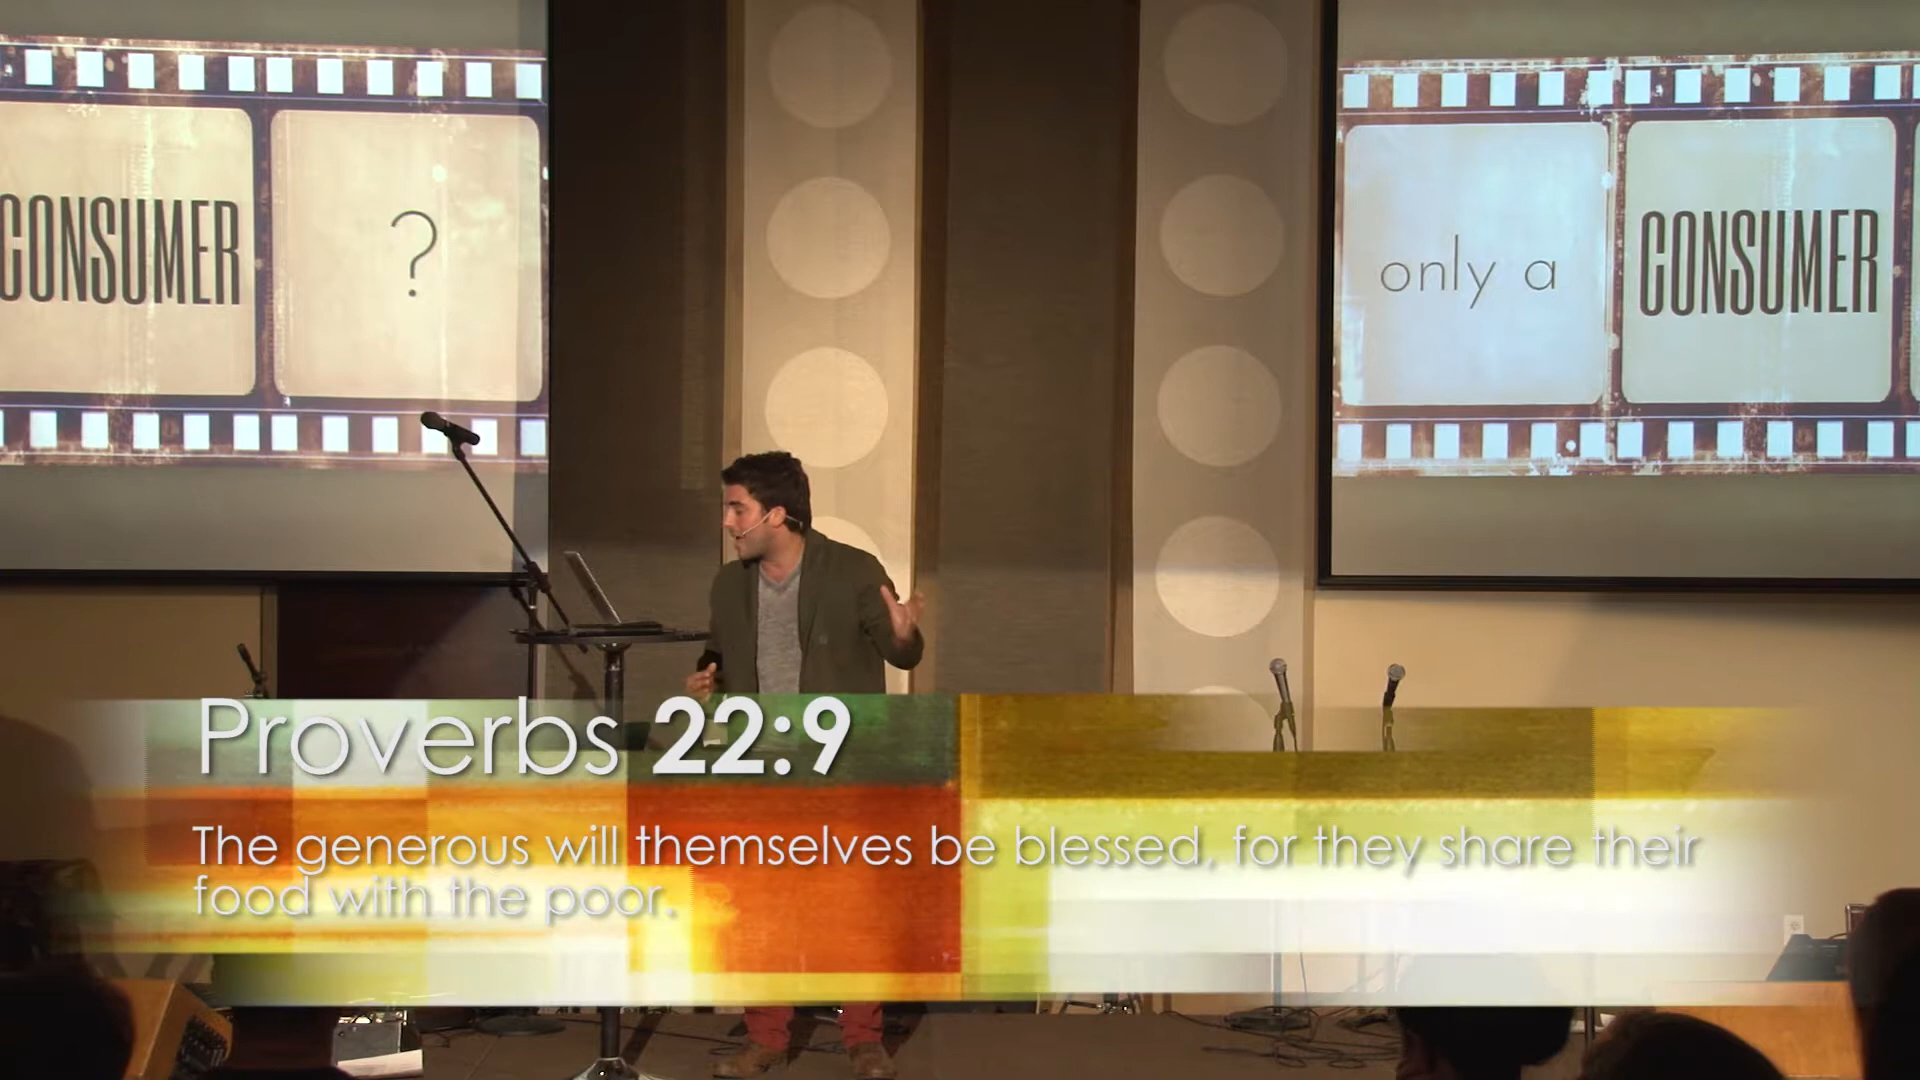 CONSUMER ?
only a CONSUMER
Proverbs 22:9
The generous will themselves be blessed, for they share their
food with the poor.